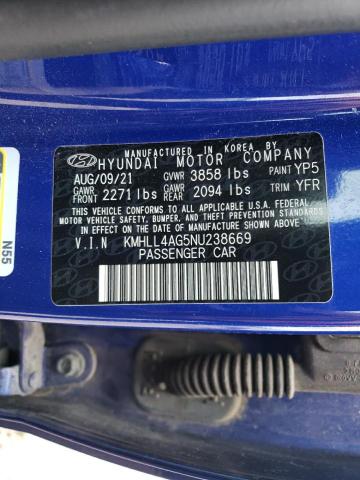 MANUFACTURED IN KOREA BY
HYUNDAI MOTOR COMPANY
AUG/09/21 GVWR 3858 lbs PAINT YP5
GAWR FRONT 2271 lbs GAWR REAR 2094 lbs TRIM YFR
THIS VEHICLE CONFORMS TO ALL APPLICABLE U.S.A. FEDERAL
MOTOR VEHICLE SAFETY, BUMPER, AND THEFT PREVENTION
STANDARDS IN EFFECT ON THE DATE OF MANUFACTURE SHOWN ABOVE.
V.I.N KMHLL4AG5NU238669
PASSENGER CAR
N55